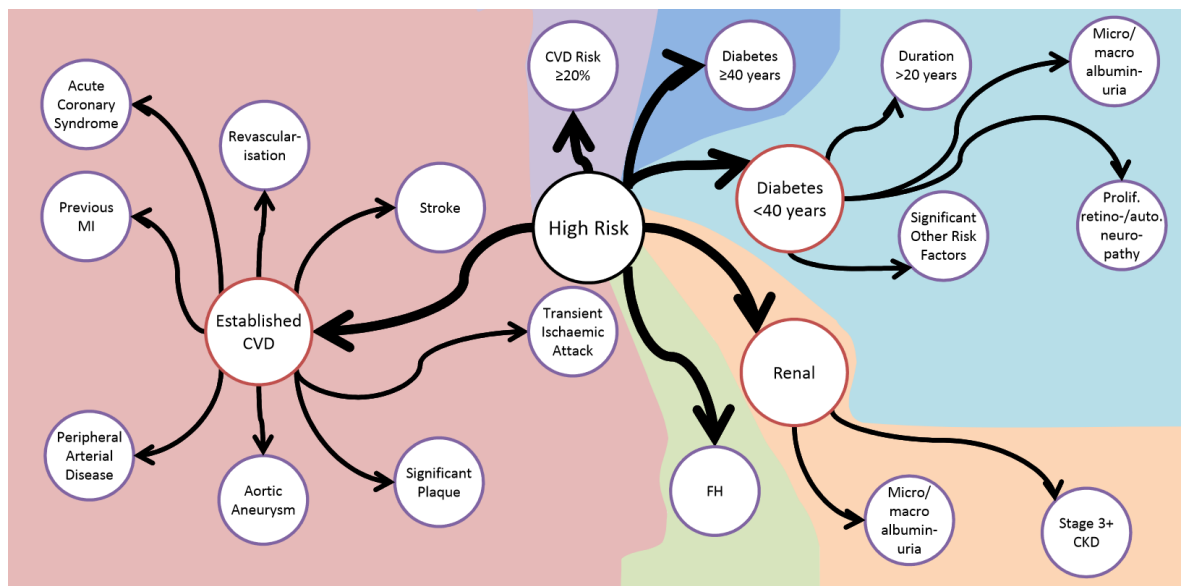 Acute
Coronary
Syndrome
Revascular-
isation
Previous
MI
Stroke
Established
CVD
Transient
Ischaemic
Attack
Peripheral
Arterial
Disease
Aortic
Aneurysm
Significant
Plaque
CVD Risk
≥20%
High Risk
Diabetes
≥40 years
Diabetes
<40 years
Duration
>20 years
Micro/
macro
albumin-
uria
Prolif.
retino-/auto.
neuro-
pathy
Significant
Other Risk
Factors
Renal
FH
Micro/
macro
albumin-
uria
Stage 3+
CKD